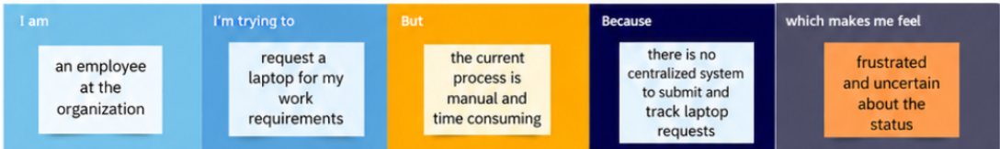 I am
an employee
at the
organization
I'm trying to
request a
laptop for my
work
requirements
But
the current
process is
manual and
time consuming
Because
there is no
centralized system
to submit and
track laptop
requests
which makes me feel
frustrated
and uncertain
about the
status